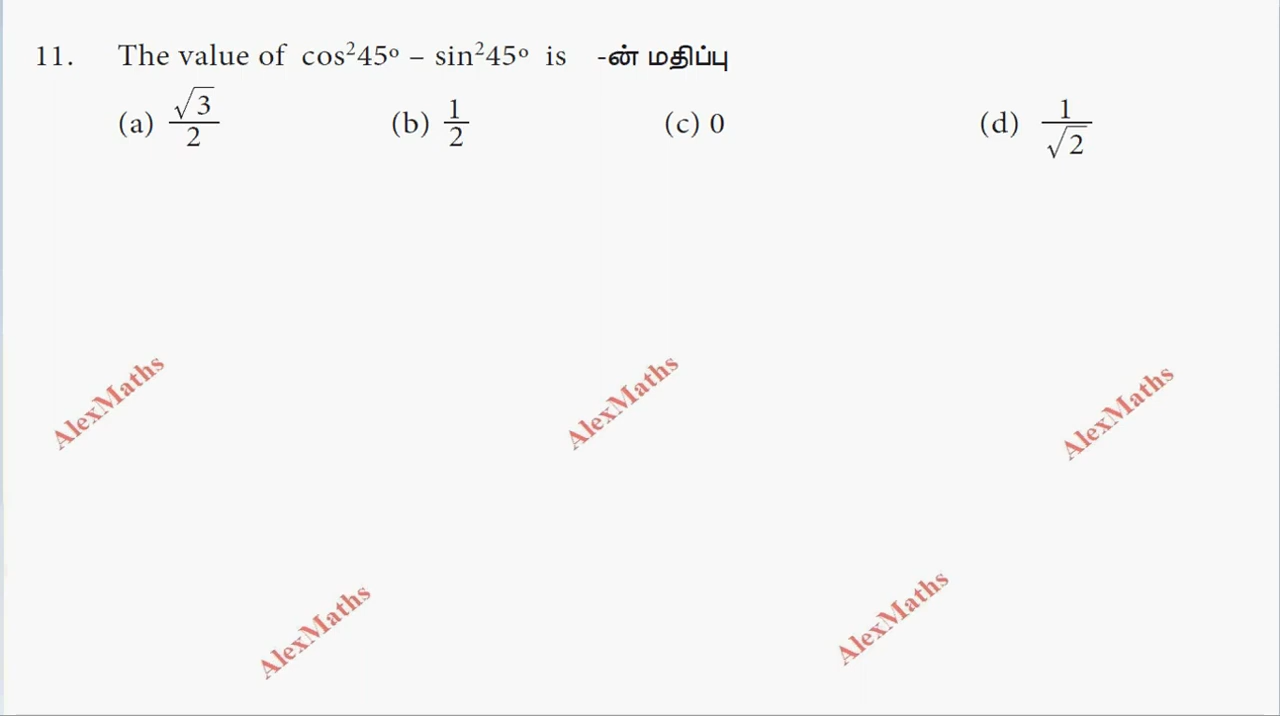 11. The value of cos²45° – sin²45° is -ன் மதிப்பு
(a) √3/2 (b) 1/2 (c) 0 (d) 1/√2
AlexMaths AlexMaths AlexMaths
AlexMaths AlexMaths